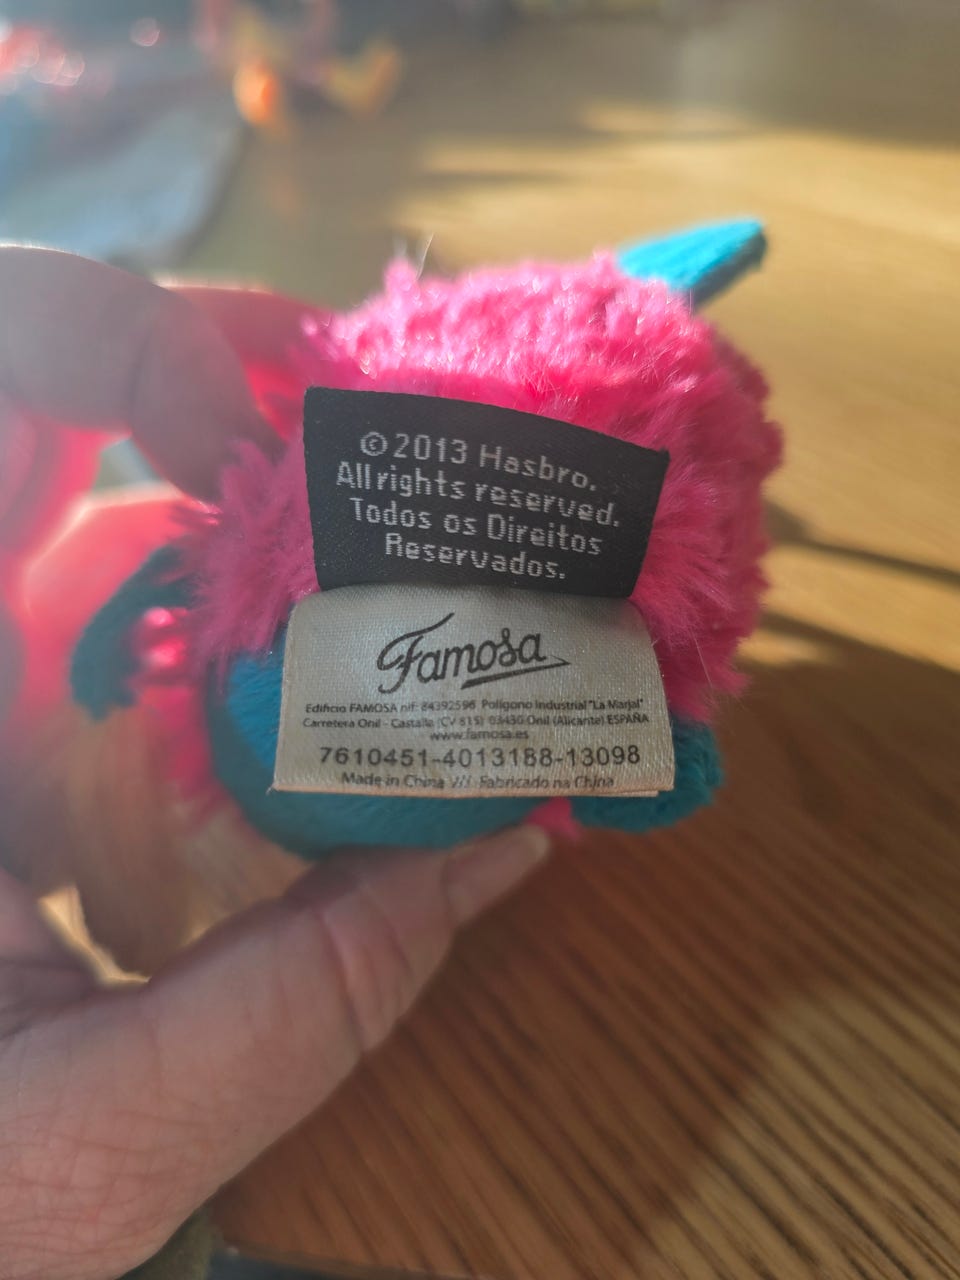 ©2013 Hasbro.
All rights reserved.
Todos os Direitos
Reservados.
Famosa
Edificio FAMOSA nif: 84392596 Polígono Industrial "La Marjal"
Carretera Onil - Castalla (CV 815) 03430 Onil (Alicante) ESPAÑA
www.famosa.es
7610451-4013188-13098
Made in China /// Fabricado na China